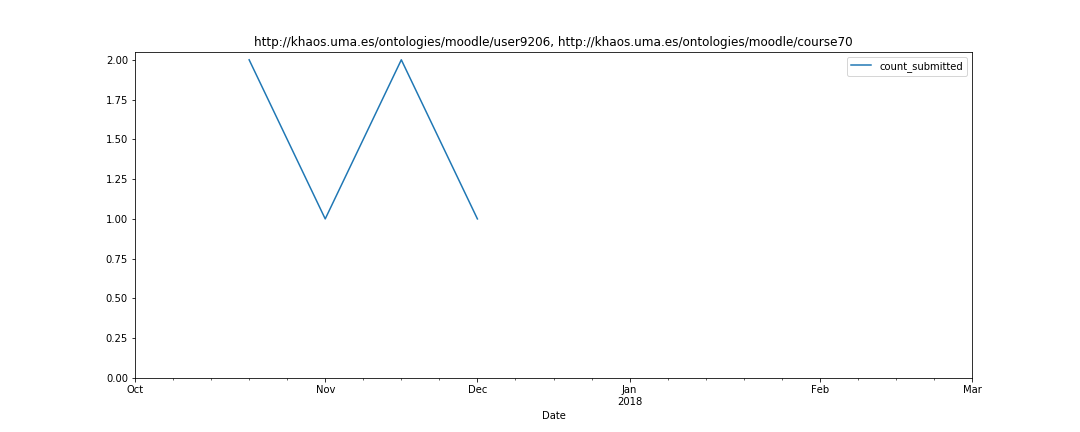 http://khaos.uma.es/ontologies/moodle/user9206, http://khaos.uma.es/ontologies/moodle/course70
count_submitted
2.00
1.75
1.50
1.25
1.00
0.75
0.50
0.25
0.00
Oct Nov Dec Jan Feb Mar
2018
Date